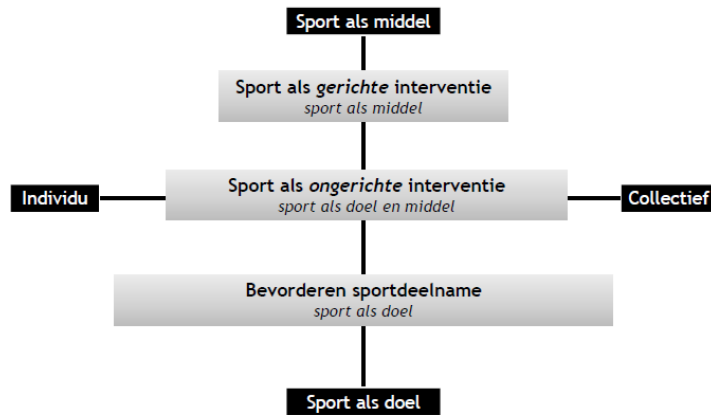 Sport als middel
Sport als gerichte interventie
sport als middel
Sport als ongerichte interventie
sport als doel en middel
Individu
Collectief
Bevorderen sportdeelname
sport als doel
Sport als doel